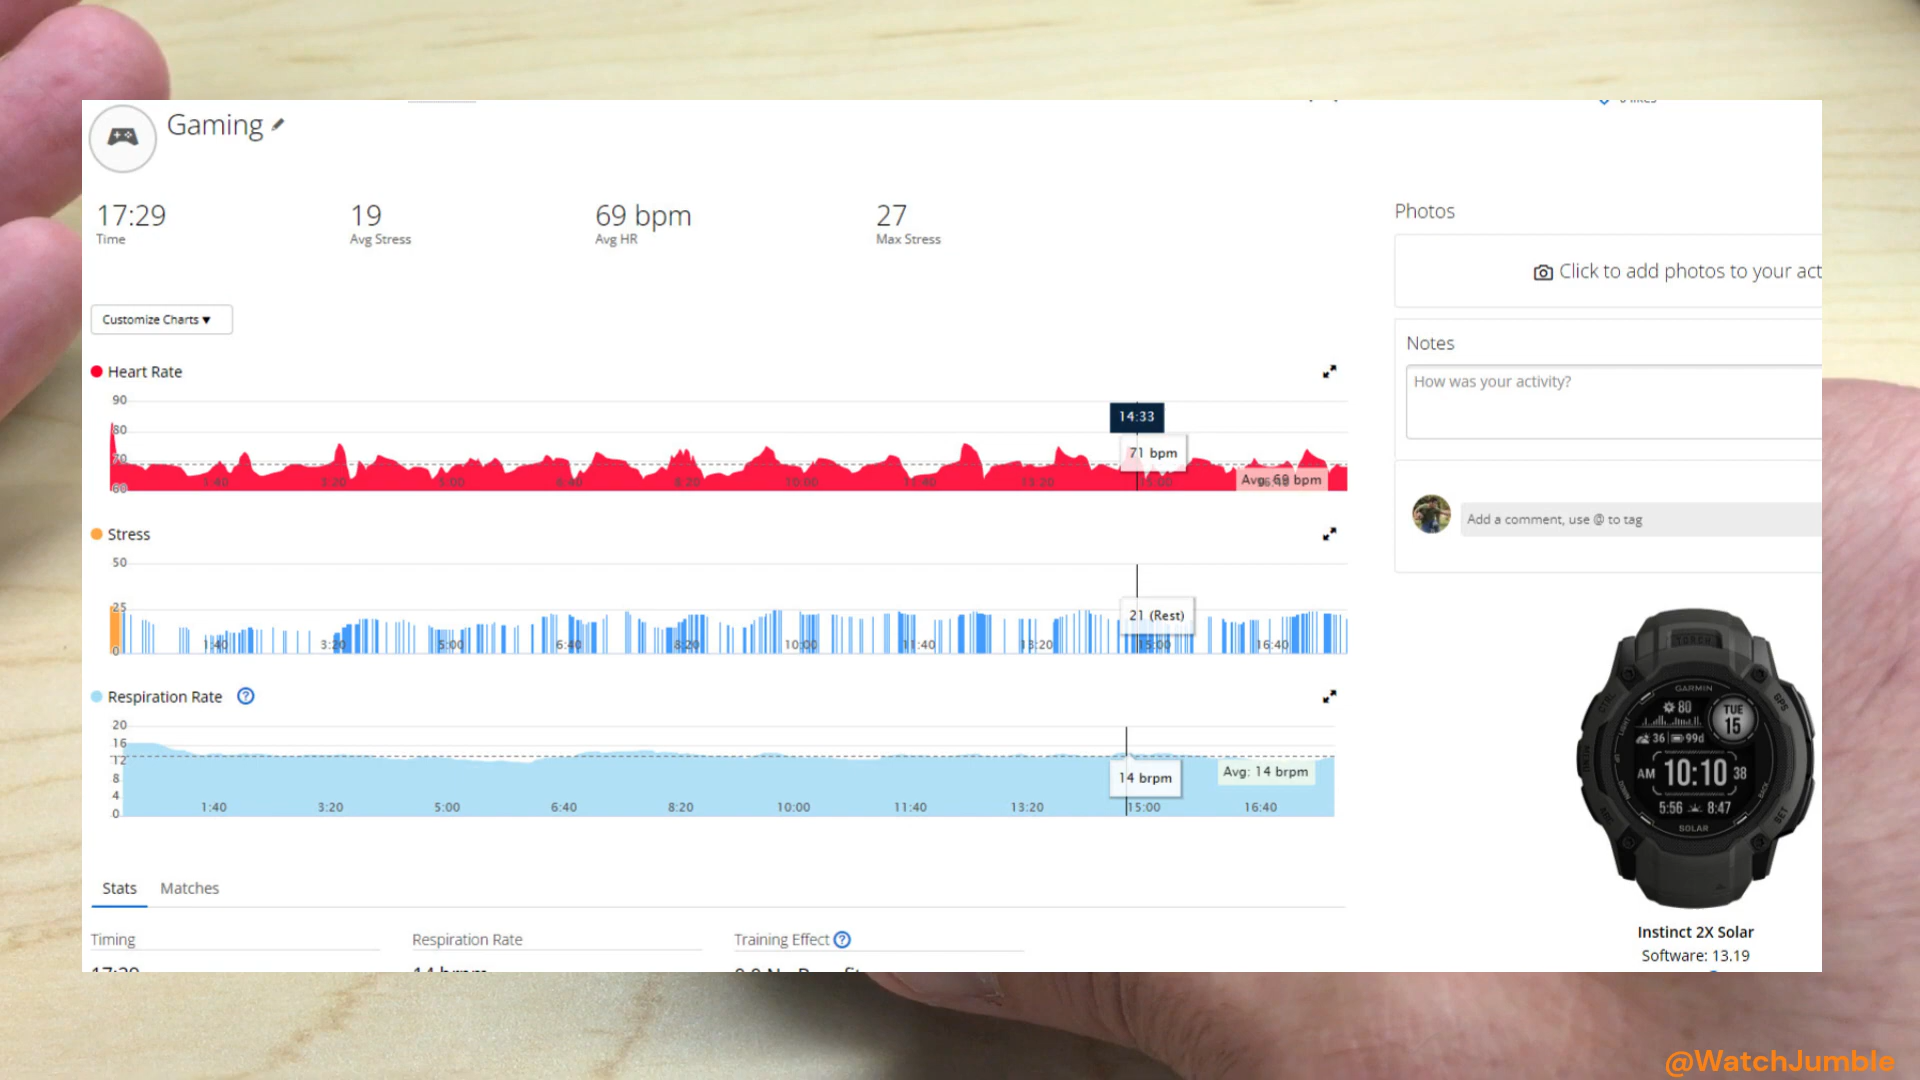 Gaming
17:29
Time
19
Avg Stress
69 bpm
Avg HR
27
Max Stress
Customize Charts ▼
Heart Rate
90
80
70
60
14:33
71 bpm
Avg: 69 bpm
1:40 3:20 5:00 6:40 8:20 10:00 11:40 13:20 15:00
Stress
50
25
0
21 (Rest)
1:40 3:20 5:00 6:40 8:20 10:00 11:40 13:20 15:00 16:40
Respiration Rate ?
20
16
12
8
4
0
14 brpm
Avg: 14 brpm
1:40 3:20 5:00 6:40 8:20 10:00 11:40 13:20 15:00 16:40
Stats Matches
Timing
Respiration Rate
Training Effect ?
Photos
Click to add photos to your act
Notes
How was your activity?
Add a comment, use @ to tag
GARMIN
80
TUE
15
36 99d
AM 10:10 38
5:56 8:47
SOLAR
GPS
SET
Instinct 2X Solar
Software: 13.19
@WatchJumble